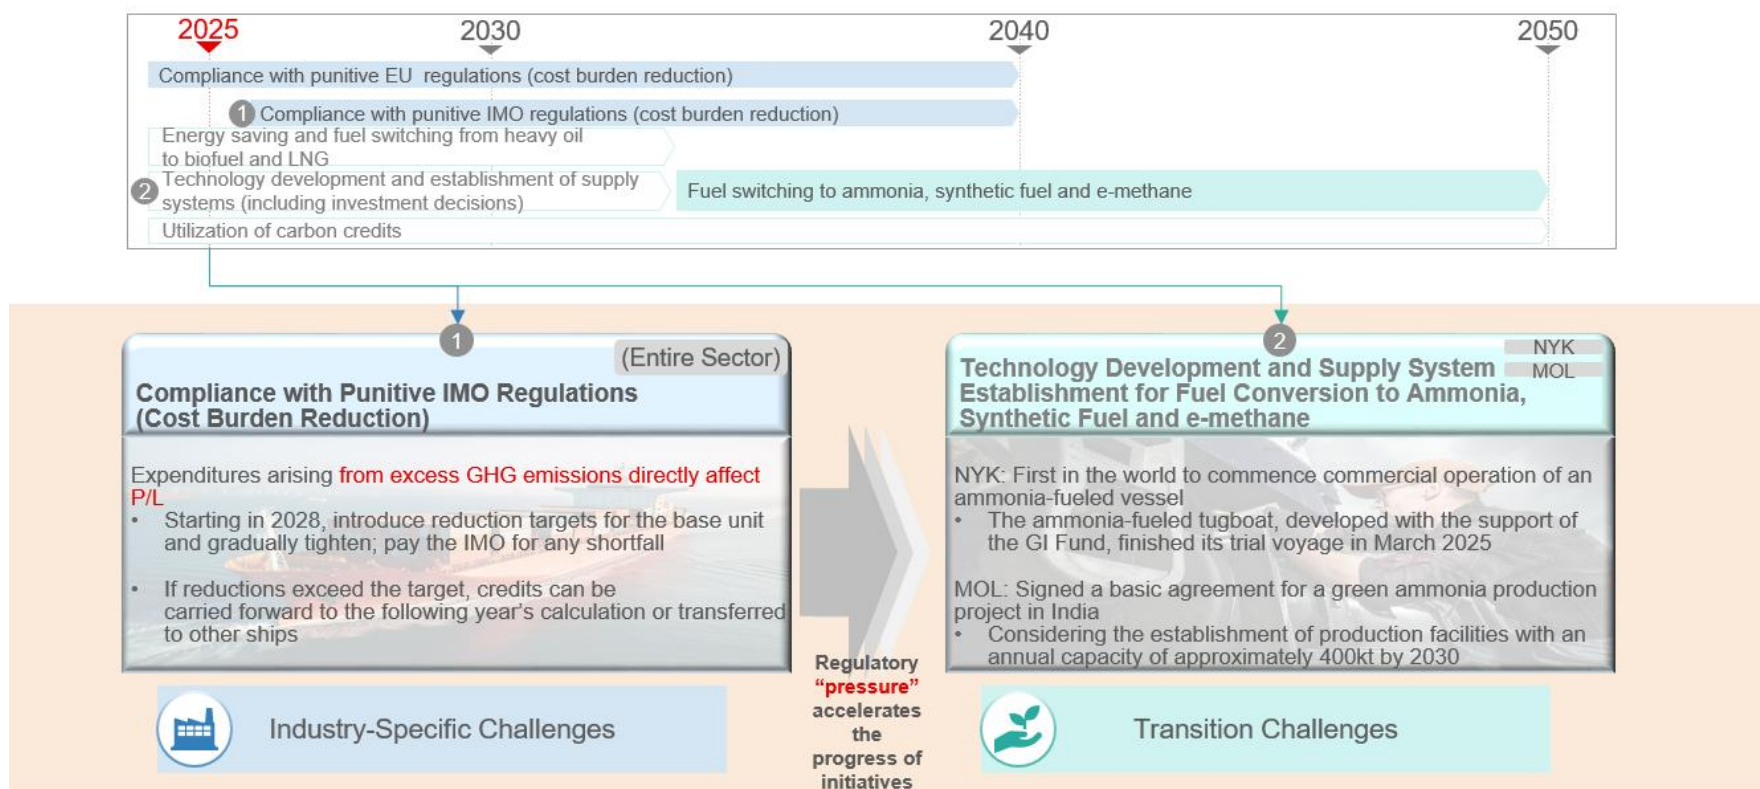 2025
2030
2040
2050
Compliance with punitive EU regulations (cost burden reduction)
1 Compliance with punitive IMO regulations (cost burden reduction)
Energy saving and fuel switching from heavy oil
to biofuel and LNG
2 Technology development and establishment of supply
systems (including investment decisions)
Fuel switching to ammonia, synthetic fuel and e-methane
Utilization of carbon credits
1
(Entire Sector)
Compliance with Punitive IMO Regulations
(Cost Burden Reduction)
Expenditures arising from excess GHG emissions directly affect
P/L
• Starting in 2028, introduce reduction targets for the base unit
and gradually tighten; pay the IMO for any shortfall
• If reductions exceed the target, credits can be
carried forward to the following year's calculation or transferred
to other ships
Industry-Specific Challenges
Regulatory
“pressure”
accelerates
the
progress of
initiatives
2
NYK
MOL
Technology Development and Supply System
Establishment for Fuel Conversion to Ammonia,
Synthetic Fuel and e-methane
NYK: First in the world to commence commercial operation of an
ammonia-fueled vessel
• The ammonia-fueled tugboat, developed with the support of
the GI Fund, finished its trial voyage in March 2025
MOL: Signed a basic agreement for a green ammonia production
project in India
• Considering the establishment of production facilities with an
annual capacity of approximately 400kt by 2030
Transition Challenges